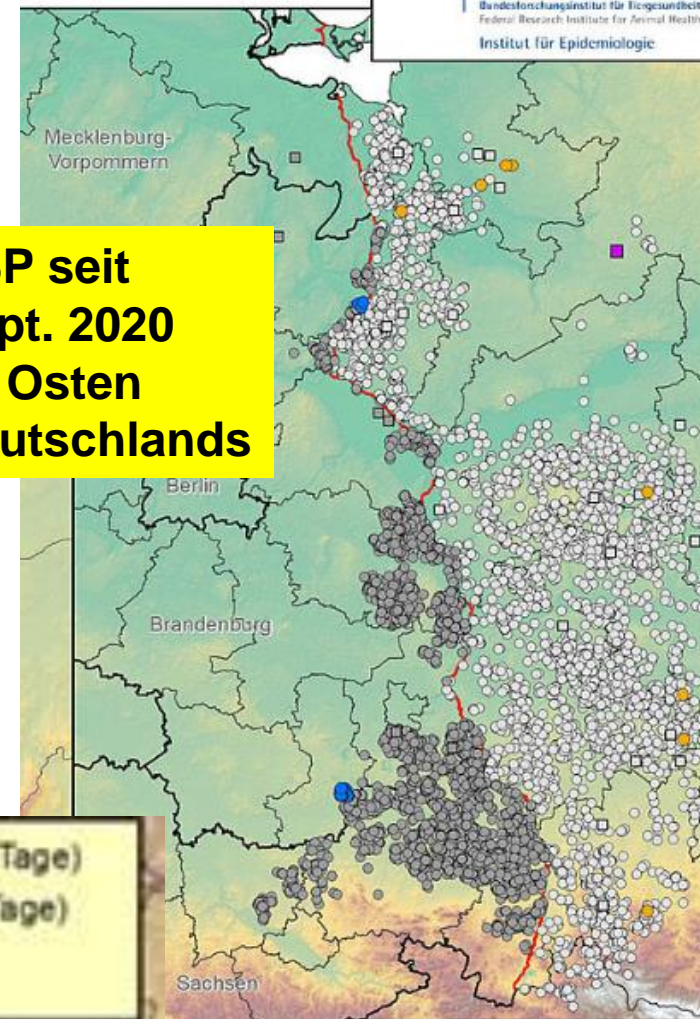 Bundesforschungsinstitut für Tiergesundheit
Federal Research Institute for Animal Health
Institut für Epidemiologie
Mecklenburg-
Vorpommern
SP seit
pt. 2020
Osten
utschlands
Berlin
Brandenburg
Tage)
age)
Sachsen